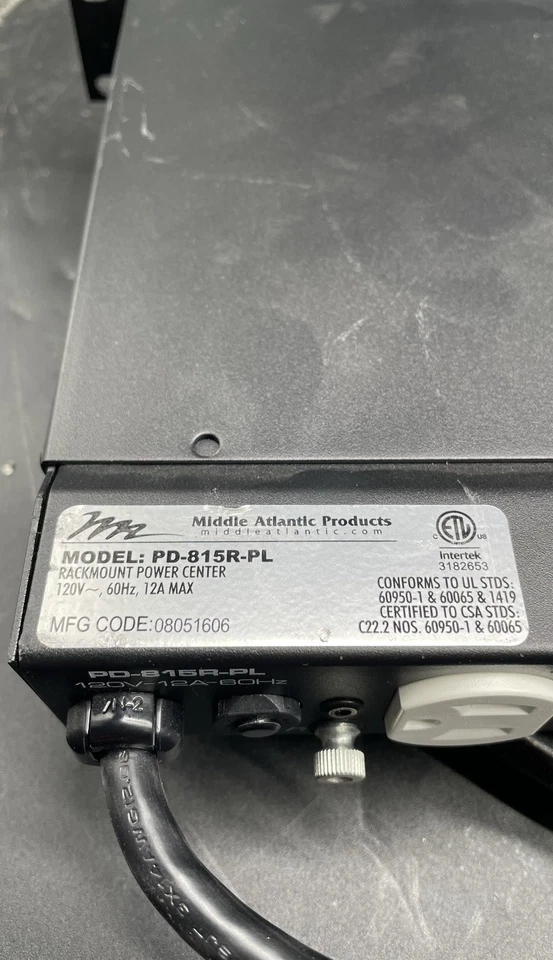 Middle Atlantic Products
middleatlantic.com
C ETL US
Intertek
3182653
MODEL: PD-815R-PL
RACKMOUNT POWER CENTER
120V~, 60Hz, 12A MAX
CONFORMS TO UL STDS:
60950-1 & 60065 & 1419
CERTIFIED TO CSA STDS:
C22.2 NOS. 60950-1 & 60065
MFG CODE: 08051606
PD-815R-PL
120V-12A-60Hz